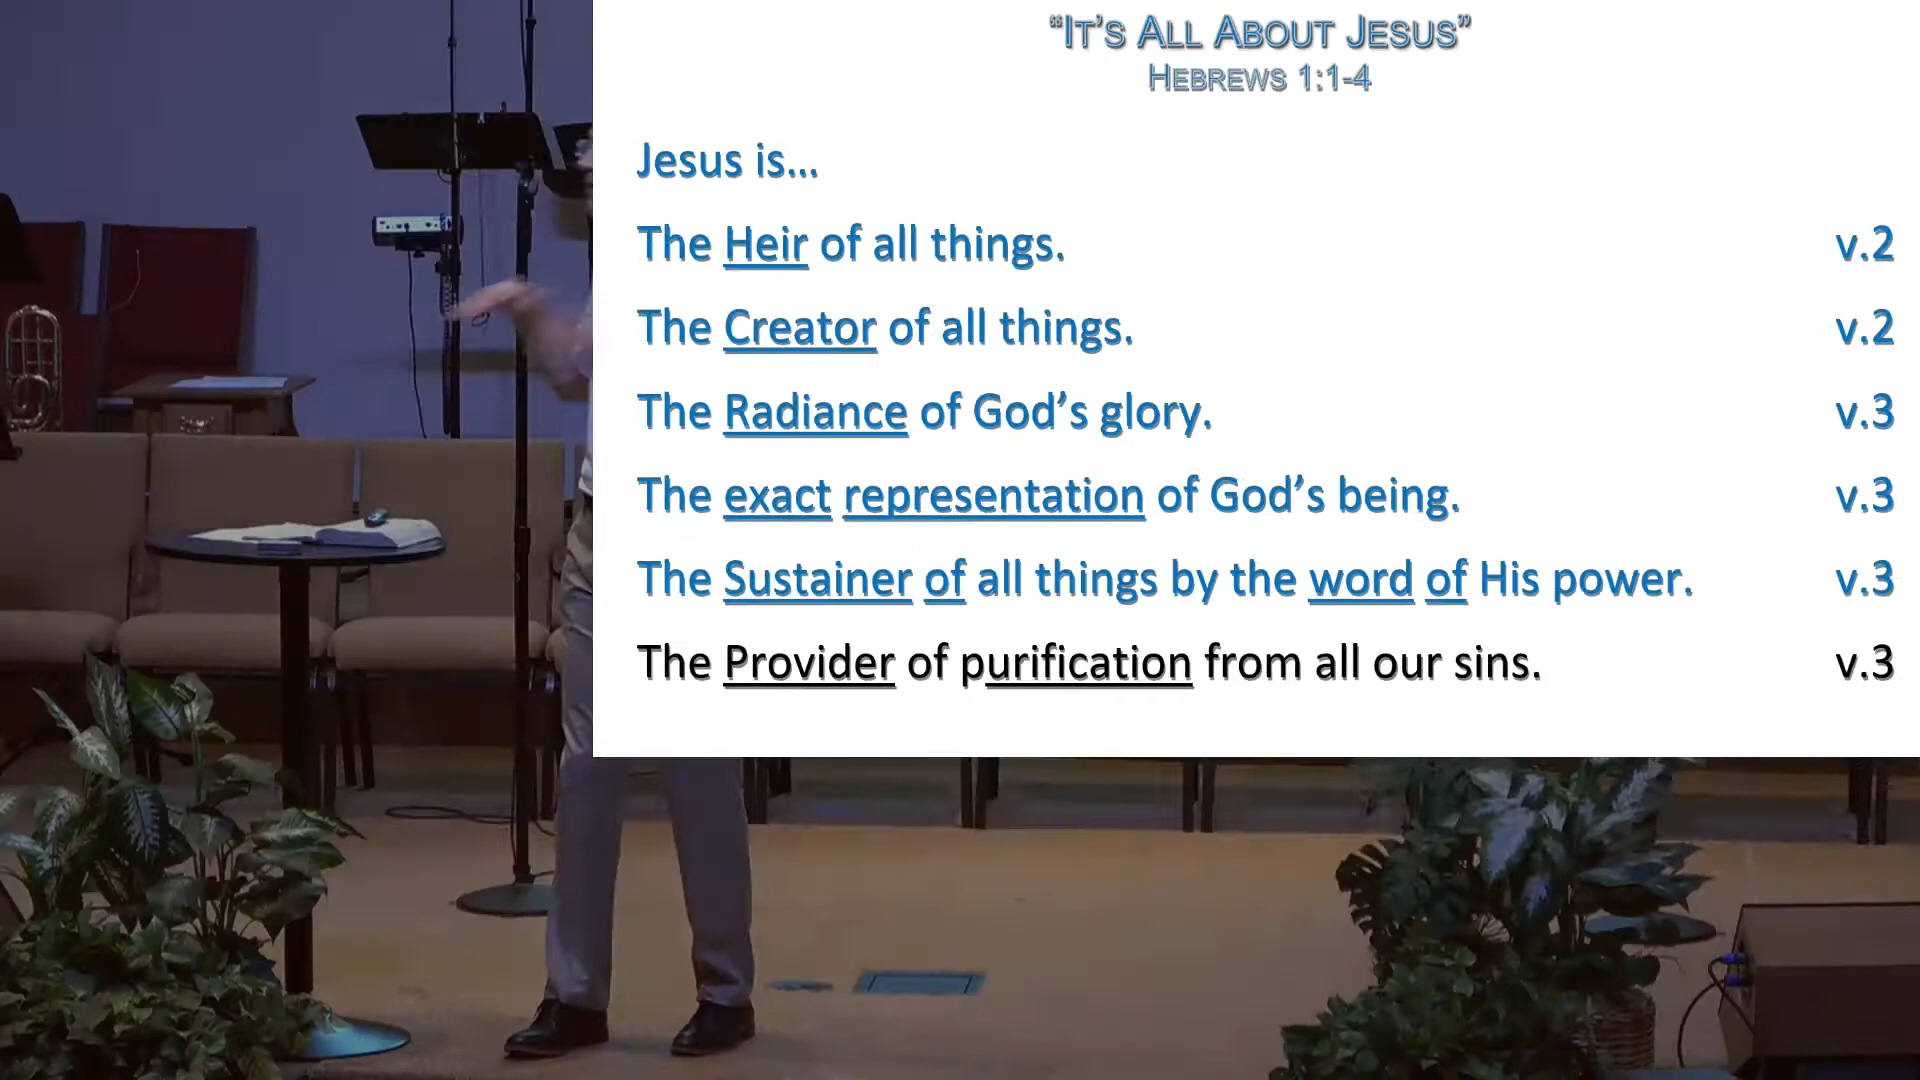 “IT’S ALL ABOUT JESUS”
HEBREWS 1:1-4
Jesus is...
The Heir of all things. v.2
The Creator of all things. v.2
The Radiance of God’s glory. v.3
The exact representation of God’s being. v.3
The Sustainer of all things by the word of His power. v.3
The Provider of purification from all our sins. v.3